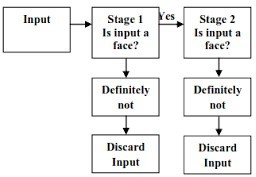 Input
Stage 1
Is input a
face?
Yes
Stage 2
Is input a
face?
Definitely
not
Definitely
not
Discard
Input
Discard
Input